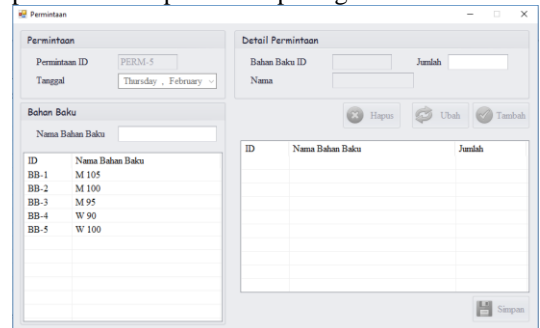 Permintaan
Permintaan
Permintaan ID PERM-5
Tanggal Thursday , February
Bahan Baku
Nama Bahan Baku
ID Nama Bahan Baku
BB-1 M 105
BB-2 M 100
BB-3 M 95
BB-4 W 90
BB-5 W 100
Detail Permintaan
Bahan Baku ID Jumlah
Nama
Hapus Ubah Tambah
ID Nama Bahan Baku Jumlah
Simpan